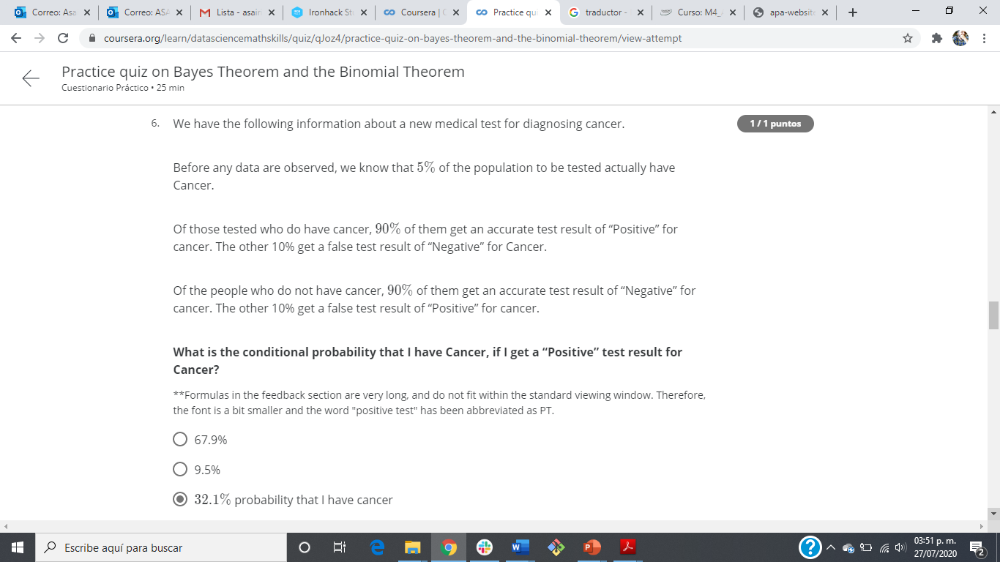 Correo: Asa
Correo: ASA
Lista - asain
Ironhack St
Coursera | C
Practice qu
traductor -
Curso: M4_
apa-website
coursera.org/learn/datasciencemathskills/quiz/qJoz4/practice-quiz-on-bayes-theorem-and-the-binomial-theorem/view-attempt
Practice quiz on Bayes Theorem and the Binomial Theorem
Cuestionario Práctico • 25 min
6. We have the following information about a new medical test for diagnosing cancer.
1 / 1 puntos
Before any data are observed, we know that 5% of the population to be tested actually have
Cancer.
Of those tested who do have cancer, 90% of them get an accurate test result of “Positive” for
cancer. The other 10% get a false test result of “Negative” for Cancer.
Of the people who do not have cancer, 90% of them get an accurate test result of “Negative” for
cancer. The other 10% get a false test result of “Positive” for cancer.
What is the conditional probability that I have Cancer, if I get a “Positive” test result for
Cancer?
**Formulas in the feedback section are very long, and do not fit within the standard viewing window. Therefore,
the font is a bit smaller and the word "positive test" has been abbreviated as PT.
67.9%
9.5%
32.1% probability that I have cancer
Escribe aquí para buscar
03:51 p. m.
27/07/2020
2